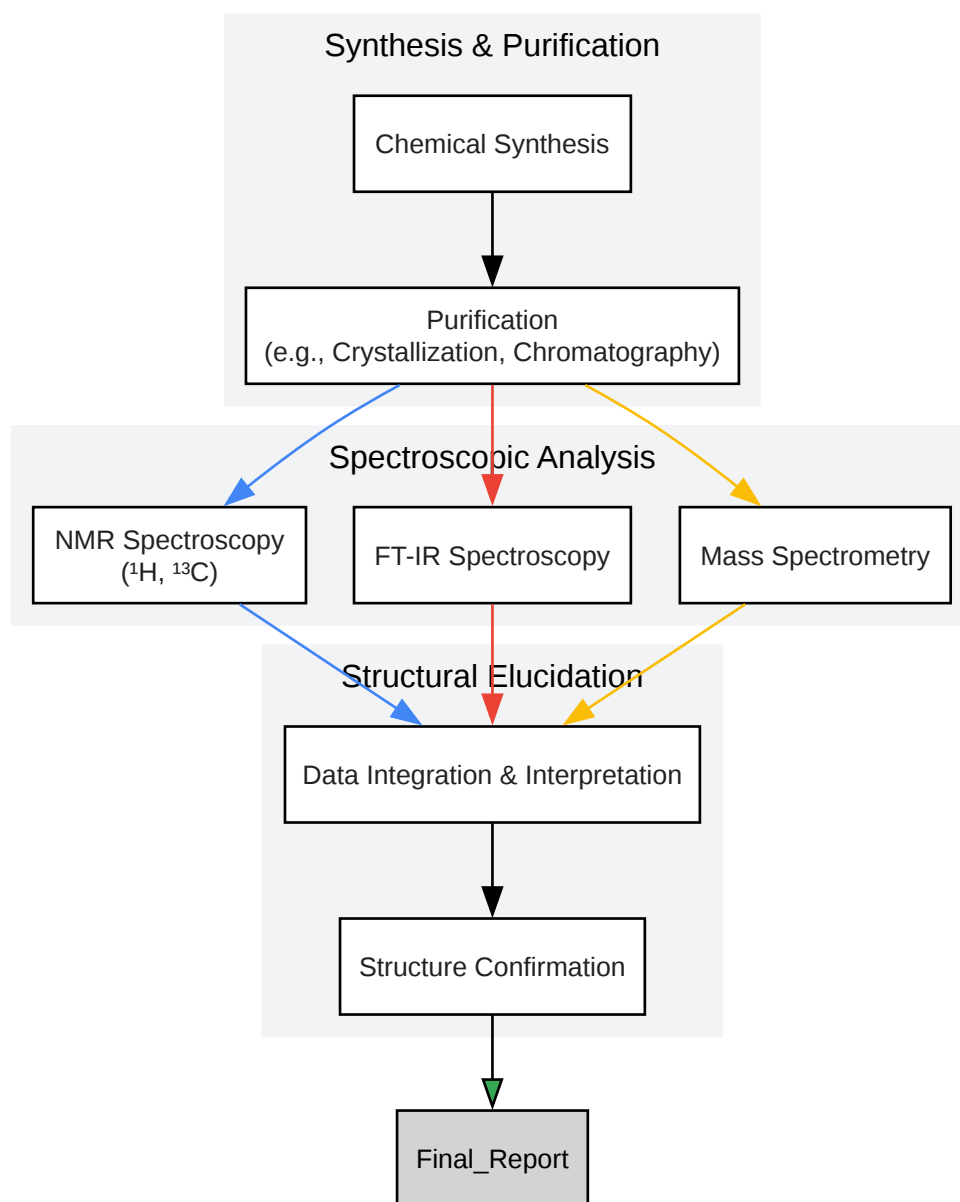 Synthesis & Purification
Chemical Synthesis
Purification
(e.g., Crystallization, Chromatography)
Spectroscopic Analysis
NMR Spectroscopy
(¹H, ¹³C)
FT-IR Spectroscopy
Mass Spectrometry
Structural Elucidation
Data Integration & Interpretation
Structure Confirmation
Final_Report